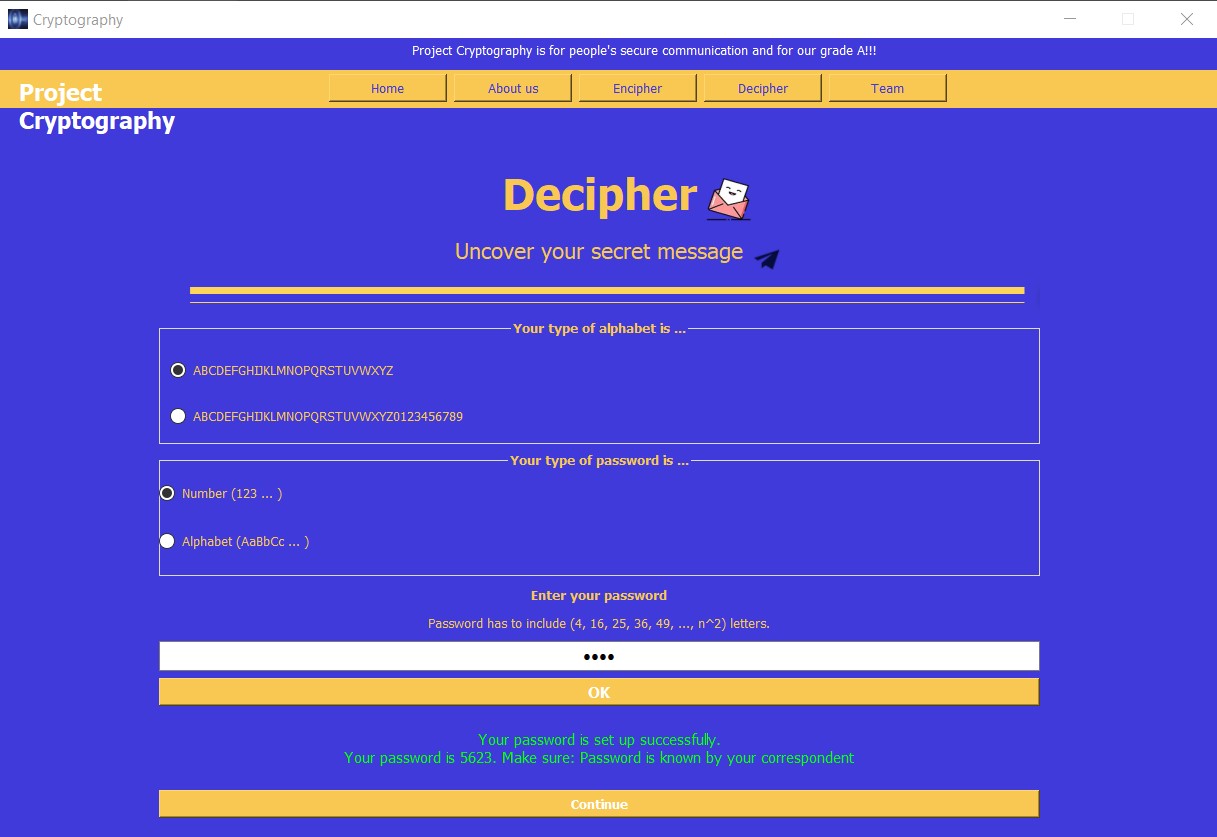 Cryptography
Project Cryptography is for people's secure communication and for our grade A!!!
Project
Cryptography
Home
About us
Encipher
Decipher
Team
Decipher
Uncover your secret message
Your type of alphabet is ...
ABCDEFGHIJKLMNOPQRSTUVWXYZ
ABCDEFGHIJKLMNOPQRSTUVWXYZ0123456789
Your type of password is ...
Number (123 ... )
Alphabet (AaBbCc ... )
Enter your password
Password has to include (4, 16, 25, 36, 49, ..., n^2) letters.
••••
OK
Your password is set up successfully.
Your password is 5623. Make sure: Password is known by your correspondent
Continue